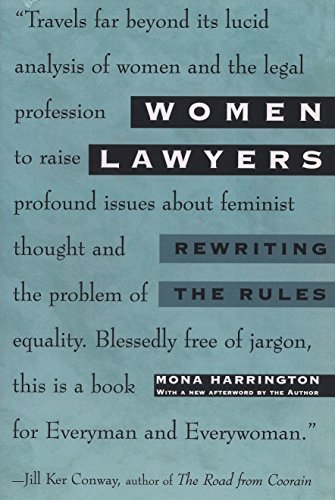 “Travels far beyond its lucid
analysis of women and the legal
profession WOMEN
to raise LAWYERS
profound issues about feminist
thought and REWRITING
the problem of THE RULES
equality. Blessedly free of jargon,
this is a book MONA HARRINGTON
WITH A NEW AFTERWORD BY THE AUTHOR
for Everyman and Everywoman.”
—Jill Ker Conway, author of The Road from Coorain